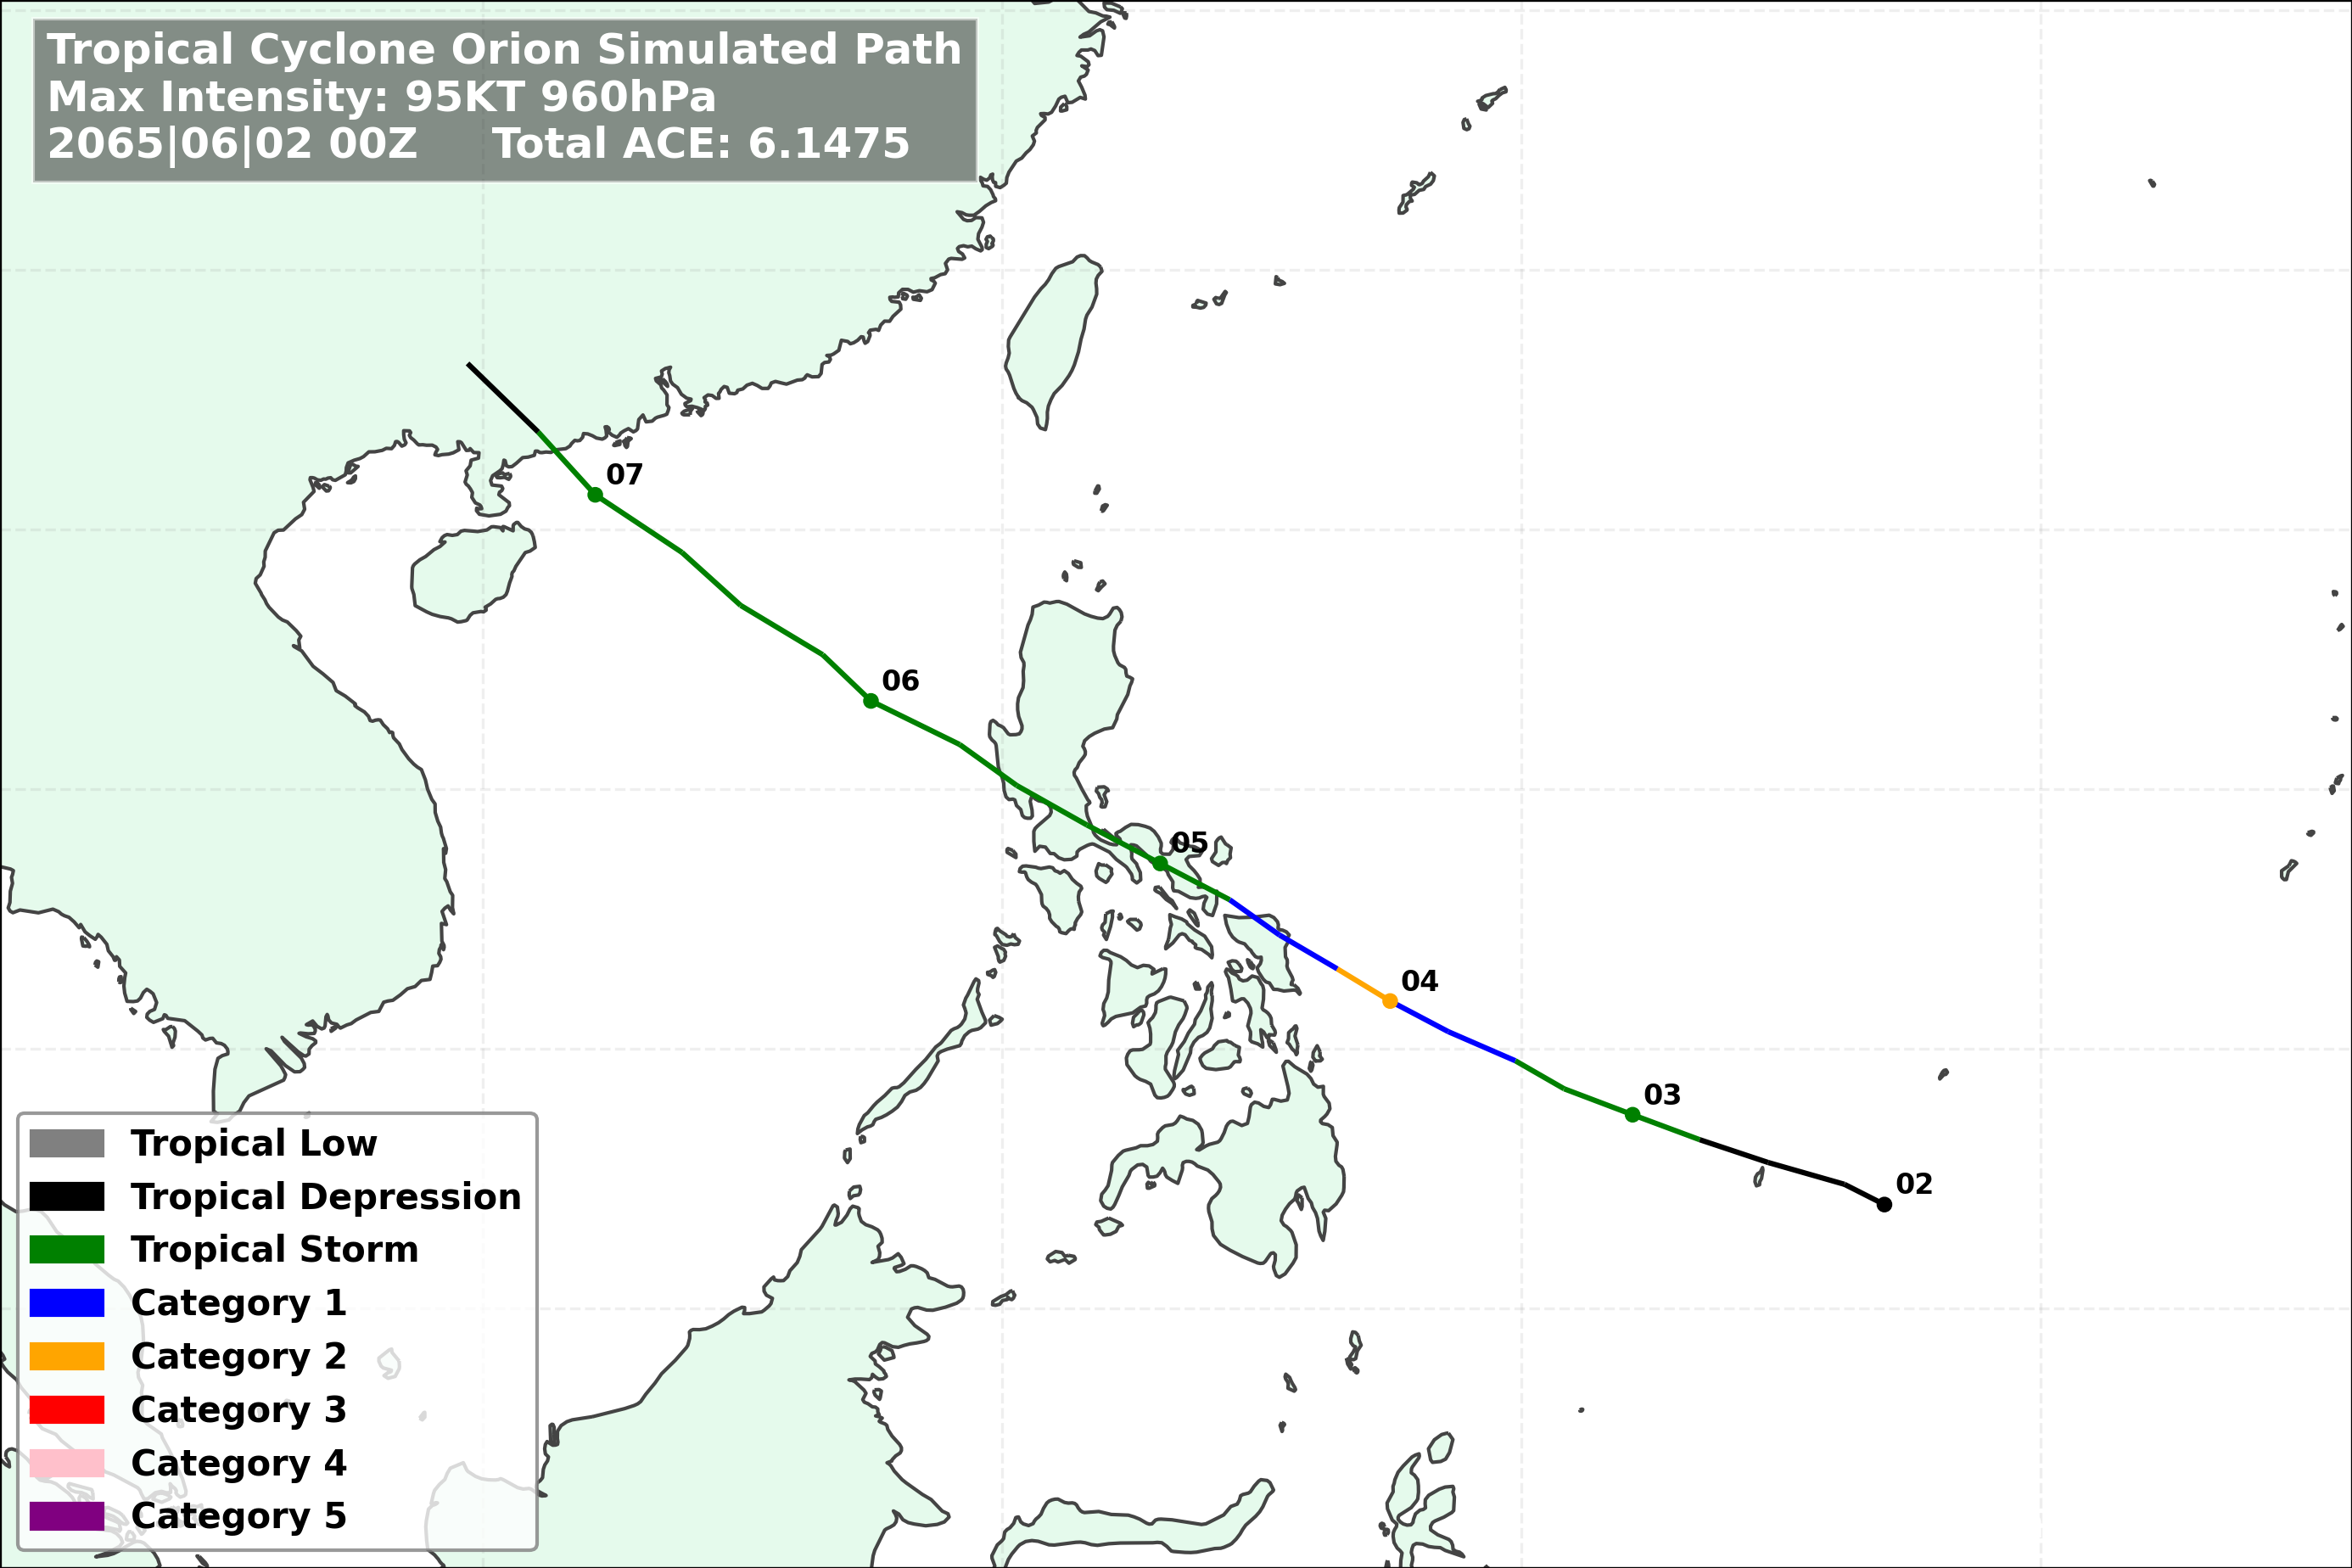 Tropical Cyclone Orion Simulated Path
Max Intensity: 95KT 960hPa
2065|06|02 00Z Total ACE: 6.1475
07
06
05
04
03
02
Tropical Low
Tropical Depression
Tropical Storm
Category 1
Category 2
Category 3
Category 4
Category 5